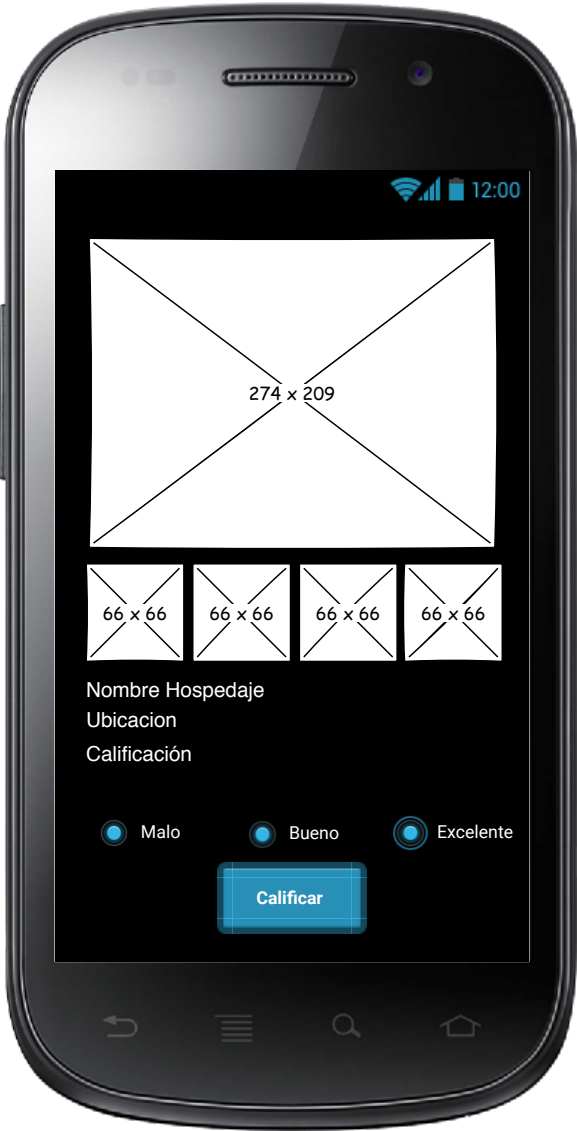 12:00
274 x 209
66 x 66 66 x 66 66 x 66 66 x 66
Nombre Hospedaje
Ubicacion
Calificación
Malo Bueno Excelente
Calificar